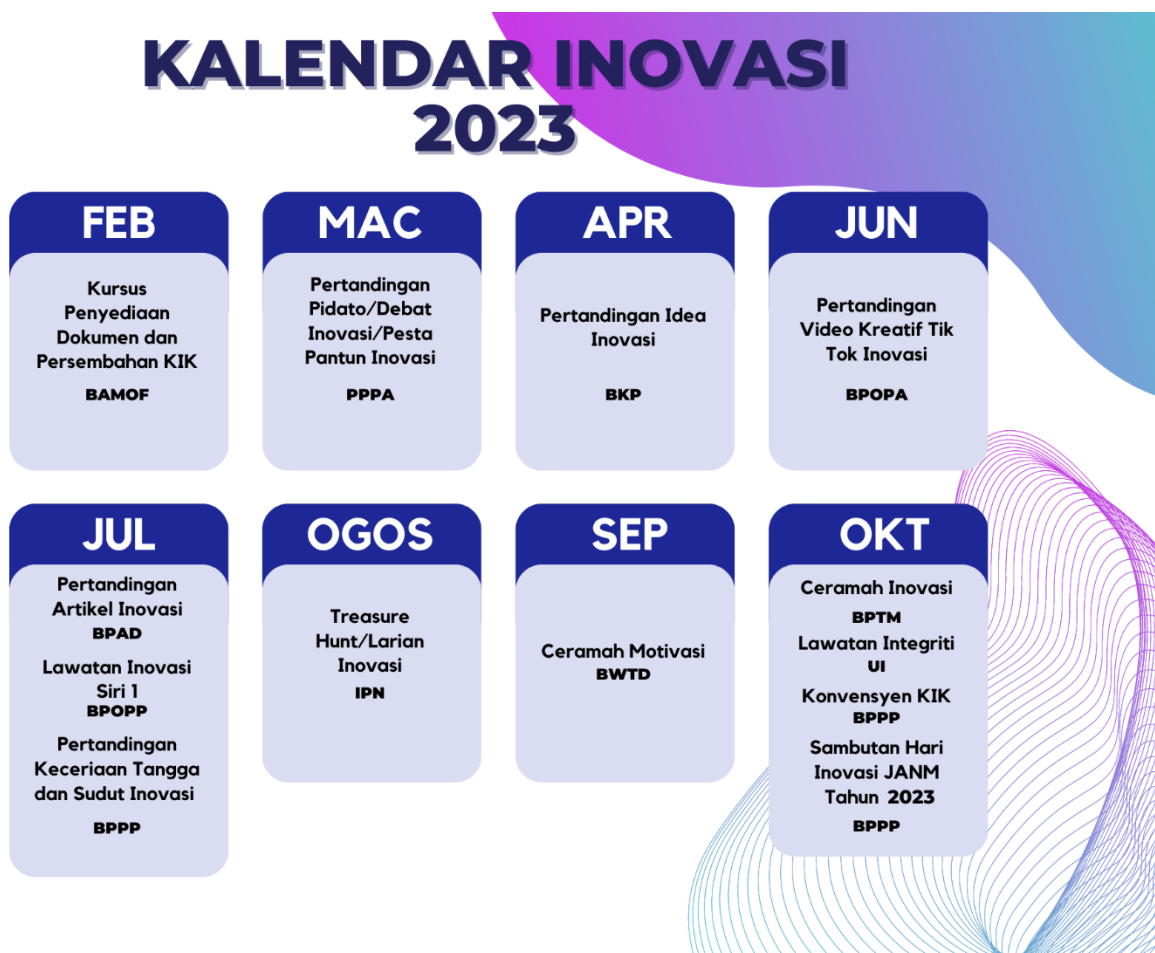 KALENDAR INOVASI
2023
FEB
Kursus
Penyediaan
Dokumen dan
Persembahan KIK
BAMOF
MAC
Pertandingan
Pidato/Debat
Inovasi/Pesta
Pantun Inovasi
PPPA
APR
Pertandingan Idea
Inovasi
BKP
JUN
Pertandingan
Video Kreatif Tik
Tok Inovasi
BPOPA
JUL
Pertandingan
Artikel Inovasi
BPAD
Lawatan Inovasi
Siri 1
BPOPP
Pertandingan
Keceriaan Tangga
dan Sudut Inovasi
BPPP
OGOS
Treasure
Hunt/Larian
Inovasi
IPN
SEP
Ceramah Motivasi
BWTD
OKT
Ceramah Inovasi
BPTM
Lawatan Integriti
UI
Konvensyen KIK
BPPP
Sambutan Hari
Inovasi JANM
Tahun 2023
BPPP